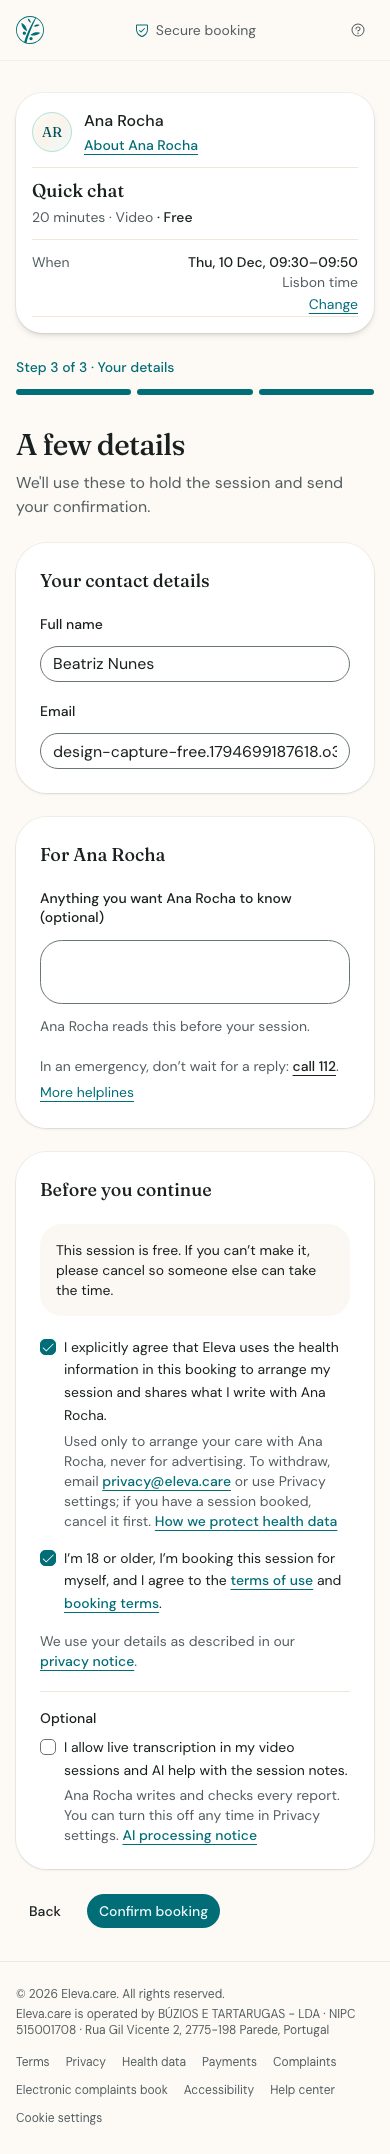 Secure booking
AR
Ana Rocha
About Ana Rocha
Quick chat
20 minutes · Video · Free
When
Thu, 10 Dec, 09:30–09:50
Lisbon time
Change
Step 3 of 3 · Your details
A few details
We'll use these to hold the session and send
your confirmation.
Your contact details
Full name
Beatriz Nunes
Email
design-capture-free.1794699187618.o3
For Ana Rocha
Anything you want Ana Rocha to know
(optional)
Ana Rocha reads this before your session.
In an emergency, don’t wait for a reply: call 112.
More helplines
Before you continue
This session is free. If you can’t make it,
please cancel so someone else can take
the time.
I explicitly agree that Eleva uses the health
information in this booking to arrange my
session and shares what I write with Ana
Rocha.
Used only to arrange your care with Ana
Rocha, never for advertising. To withdraw,
email privacy@eleva.care or use Privacy
settings; if you have a session booked,
cancel it first. How we protect health data
I’m 18 or older, I’m booking this session for
myself, and I agree to the terms of use and
booking terms.
We use your details as described in our
privacy notice.
Optional
I allow live transcription in my video
sessions and AI help with the session notes.
Ana Rocha writes and checks every report.
You can turn this off any time in Privacy
settings. AI processing notice
Back
Confirm booking
© 2026 Eleva.care. All rights reserved.
Eleva.care is operated by BÚZIOS E TARTARUGAS - LDA · NIPC
515001708 · Rua Gil Vicente 2, 2775-198 Parede, Portugal
Terms Privacy Health data Payments Complaints
Electronic complaints book Accessibility Help center
Cookie settings